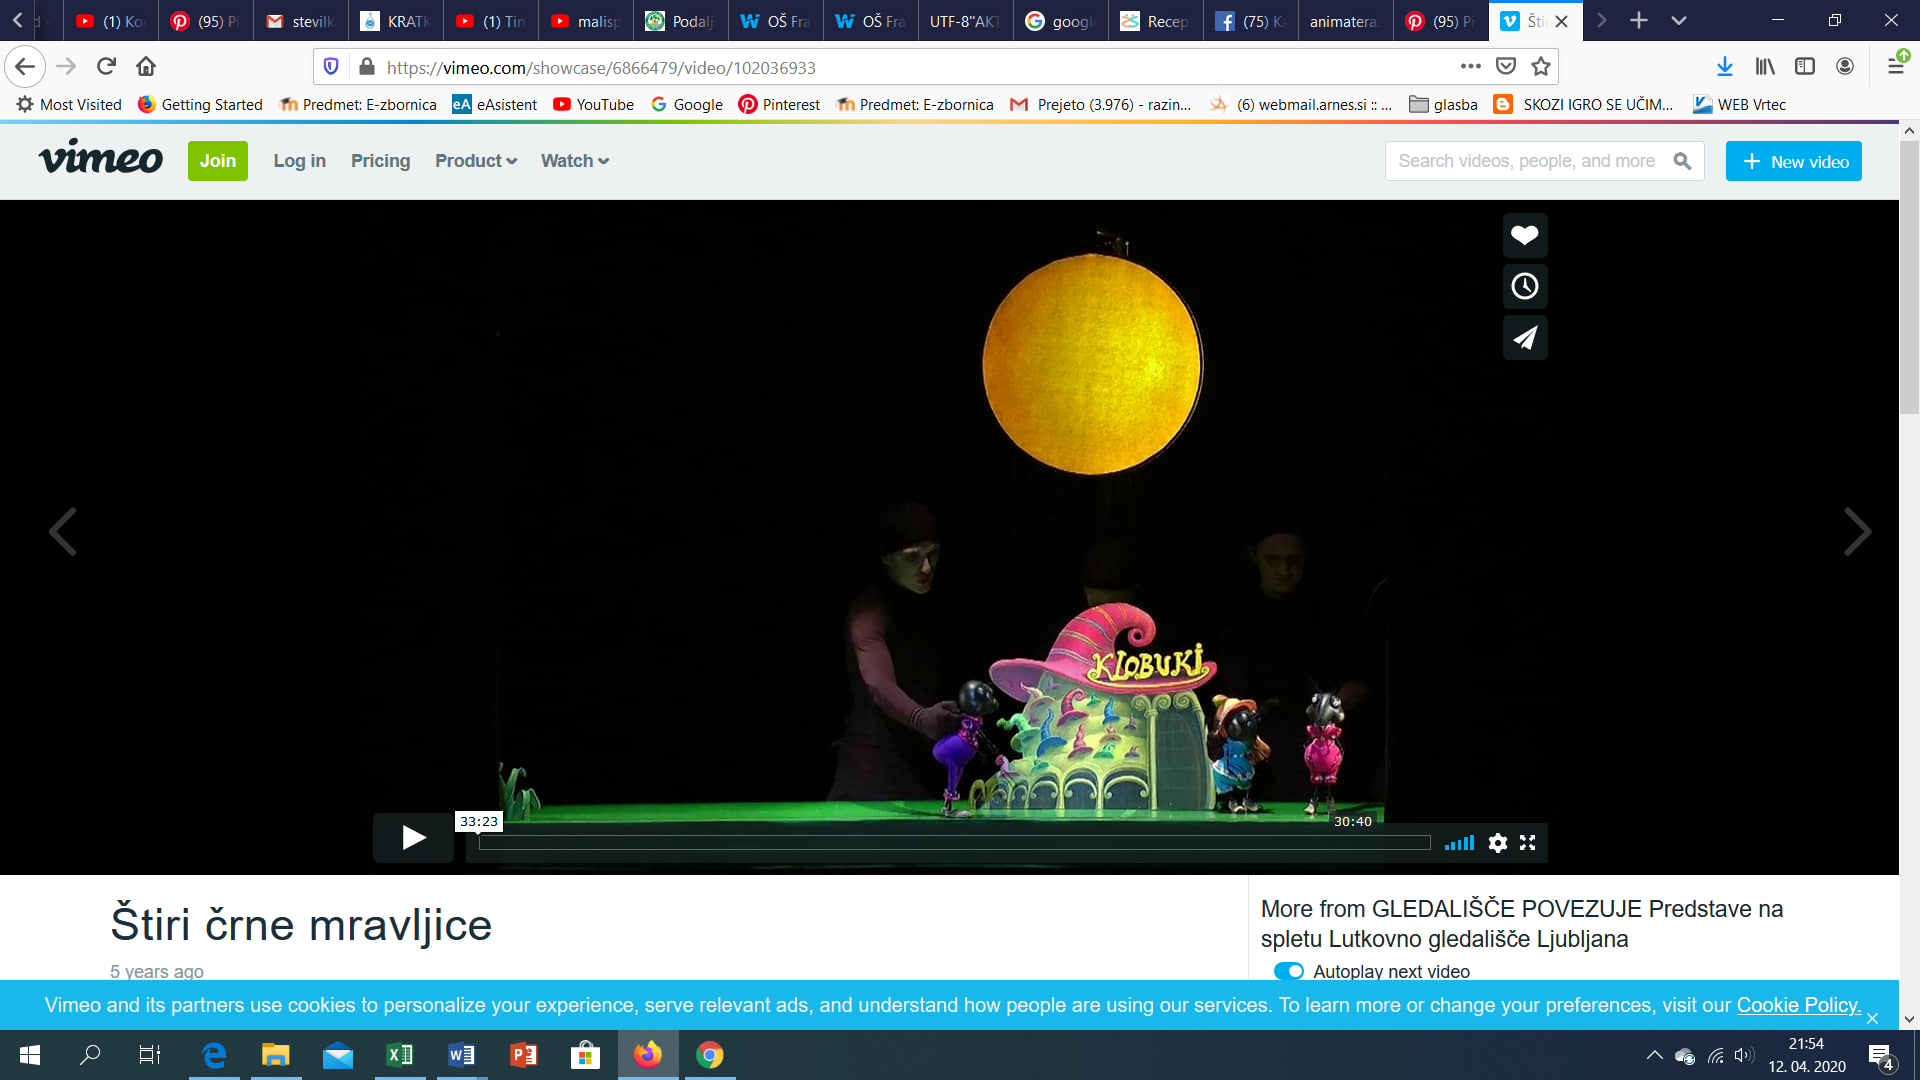 (1) Ko
(95) Pi
stevilk
KRATK
(1) Tim
malisp
Podalj
OŠ Fra
OŠ Fra
UTF-8''AKT
googl
Recep
(75) Ka
animatera.
(95) Pi
Šti
https://vimeo.com/showcase/6866479/video/102036933
Most Visited
Getting Started
Predmet: E-zbornica
eA eAsistent
YouTube
Google
Pinterest
Predmet: E-zbornica
Prejeto (3.976) - razin...
(6) webmail.arnes.si :: ...
glasba
SKOZI IGRO SE UČIM...
WEB Vrtec
vimeo
Join
Log in
Pricing
Product
Watch
Search videos, people, and more
New video
KLOBUKI
33:23
30:40
Štiri črne mravljice
5 years ago
More from GLEDALIŠČE POVEZUJE Predstave na
spletu Lutkovno gledališče Ljubljana
Autoplay next video
Vimeo and its partners use cookies to personalize your experience, serve relevant ads, and understand how people are using our services. To learn more or change your preferences, visit our Cookie Policy.
21:54
12. 04. 2020
4